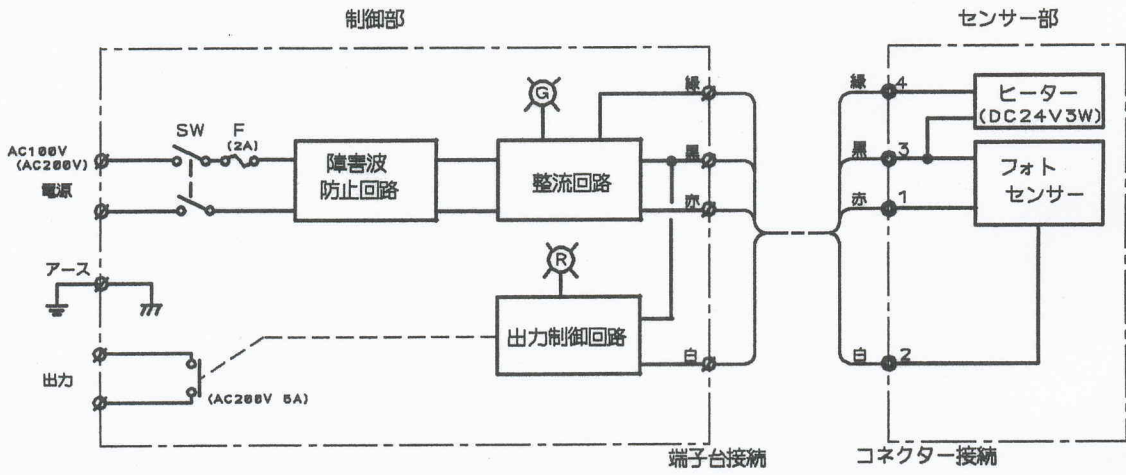 制御部
センサー部
AC100V
(AC200V)
電源
SW
F
(2A)
障害波
防止回路
G
整流回路
緑
黒
赤
緑
4
黒
3
赤
1
ヒーター
(DC24V3W)
フォト
センサー
アース
R
出力制御回路
白
白
2
出力
(AC200V 5A)
端子台接続
コネクター接続